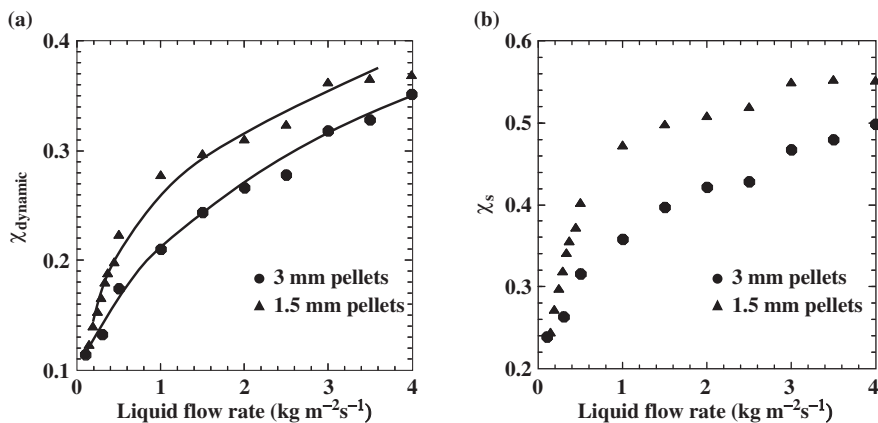 (a)
0.4
0.3
0.2
0.1
χdynamic
0 1 2 3 4
Liquid flow rate (kg m⁻²s⁻¹)
3 mm pellets
1.5 mm pellets
(b)
0.6
0.5
0.4
0.3
0.2
χs
0 1 2 3 4
Liquid flow rate (kg m⁻²s⁻¹)
3 mm pellets
1.5 mm pellets